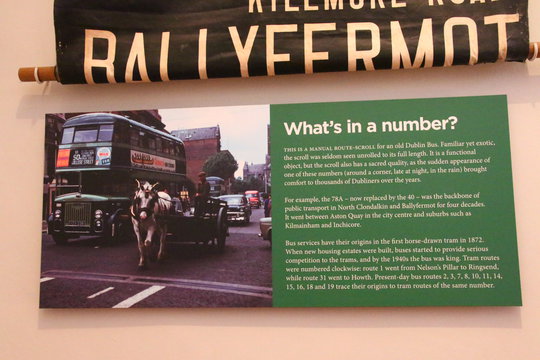 KILLMORE ROAD
BALLYFERMOT
What's in a number?
THIS IS A MANUAL ROUTE-SCROLL for an old Dublin Bus. Familiar yet exotic,
the scroll was seldom seen unrolled to its full length. It is a functional
object, but the scroll also has a sacred quality, as the sudden appearance of
one of these numbers (around a corner, late at night, in the rain) brought
comfort to thousands of Dubliners over the years.
For example, the 78A – now replaced by the 40 – was the backbone of
public transport in North Clondalkin and Ballyfermot for four decades.
It went between Aston Quay in the city centre and suburbs such as
Kilmainham and Inchicore.
Bus services have their origins in the first horse-drawn tram in 1872.
When new housing estates were built, buses started to provide serious
competition to the trams, and by the 1940s the bus was king. Tram routes
were numbered clockwise: route 1 went from Nelson's Pillar to Ringsend,
while route 31 went to Howth. Present-day bus routes 2, 3, 7, 8, 10, 11, 14,
15, 16, 18 and 19 trace their origins to tram routes of the same number.